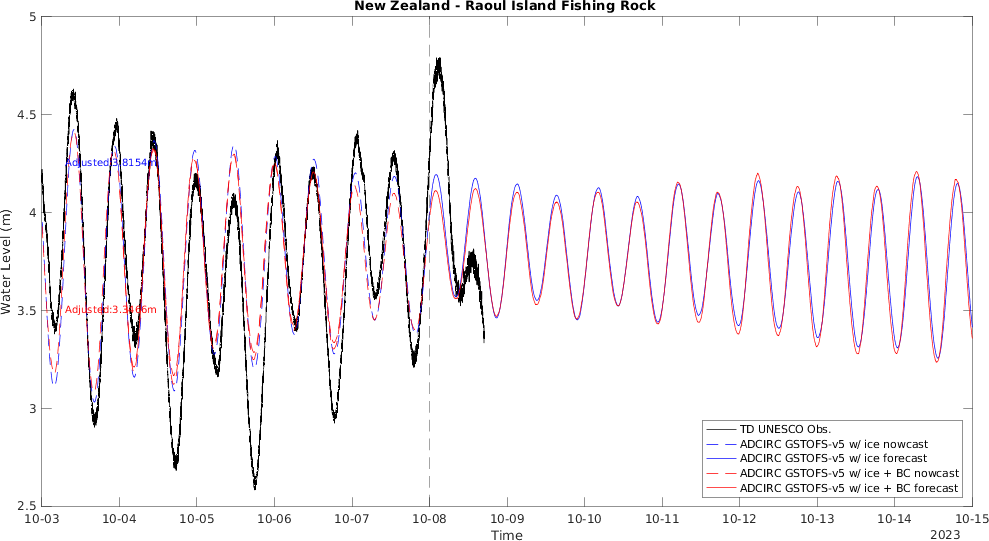 New Zealand - Raoul Island Fishing Rock
5
4.5
4
3.5
3
2.5
Water Level (m)
Adjusted:3.8154m
TD UNESCO Obs.
ADCIRC GSTOFS-v5 w/ ice nowcast
ADCIRC GSTOFS-v5 w/ ice forecast
ADCIRC GSTOFS-v5 w/ ice + BC nowcast
ADCIRC GSTOFS-v5 w/ ice + BC forecast
10-03 10-04 10-05 10-06 10-07 10-08 10-09 10-10 10-11 10-12 10-13 10-14 10-15
Time
2023